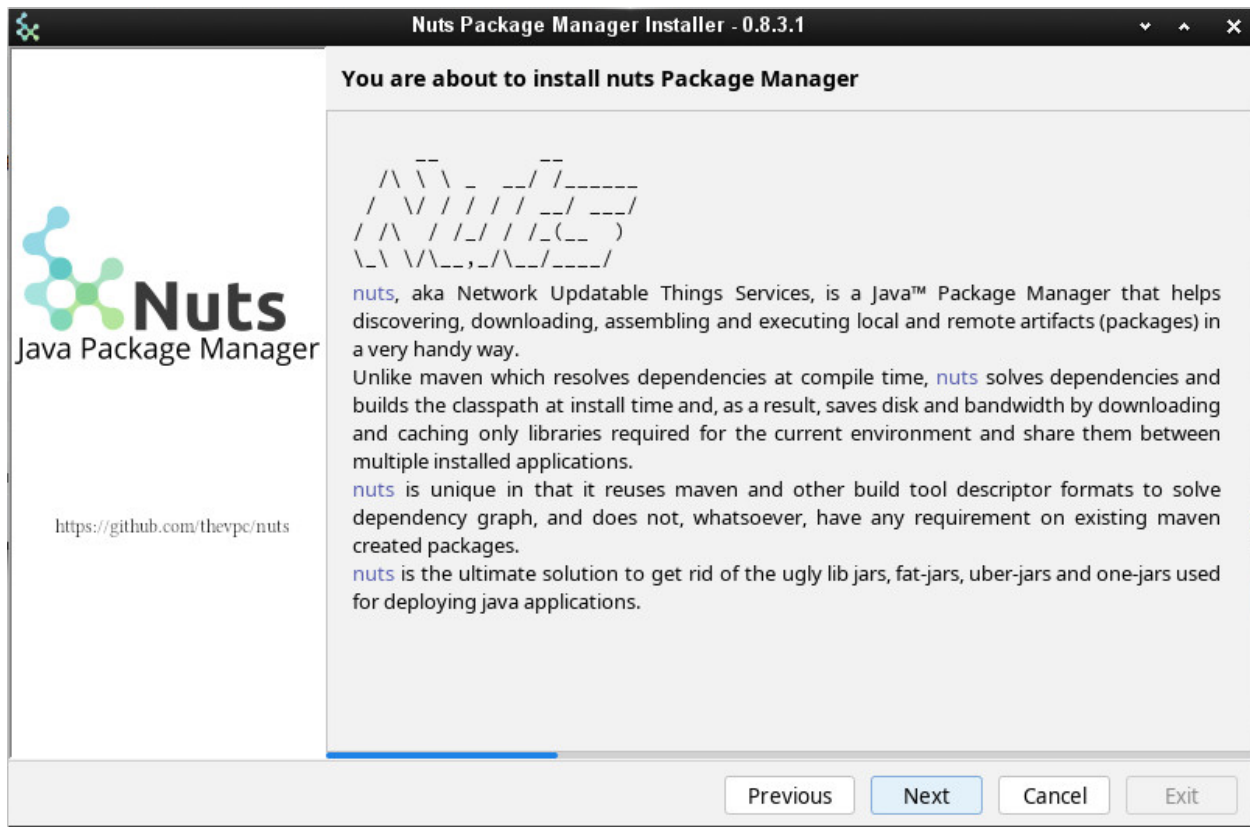 Nuts Package Manager Installer - 0.8.3.1
You are about to install nuts Package Manager
Nuts
Java Package Manager
https://github.com/thevpc/nuts
nuts, aka Network Updatable Things Services, is a Java™ Package Manager that helps
discovering, downloading, assembling and executing local and remote artifacts (packages) in
a very handy way.
Unlike maven which resolves dependencies at compile time, nuts solves dependencies and
builds the classpath at install time and, as a result, saves disk and bandwidth by downloading
and caching only libraries required for the current environment and share them between
multiple installed applications.
nuts is unique in that it reuses maven and other build tool descriptor formats to solve
dependency graph, and does not, whatsoever, have any requirement on existing maven
created packages.
nuts is the ultimate solution to get rid of the ugly lib jars, fat-jars, uber-jars and one-jars used
for deploying java applications.
Previous
Next
Cancel
Exit